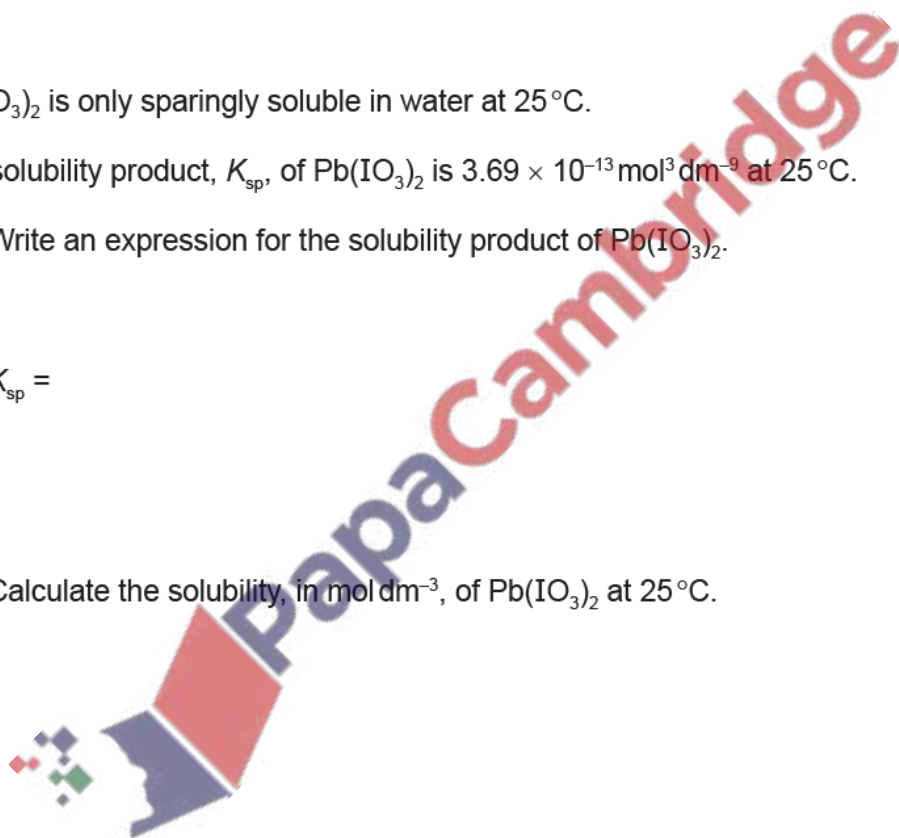 O₃)₂ is only sparingly soluble in water at 25 °C.
solubility product, Kₛₚ, of Pb(IO₃)₂ is 3.69 × 10⁻¹³ mol³ dm⁻⁹ at 25 °C.
Write an expression for the solubility product of Pb(IO₃)₂.
Kₛₚ =
Calculate the solubility, in mol dm⁻³, of Pb(IO₃)₂ at 25 °C.
PapaCambridge